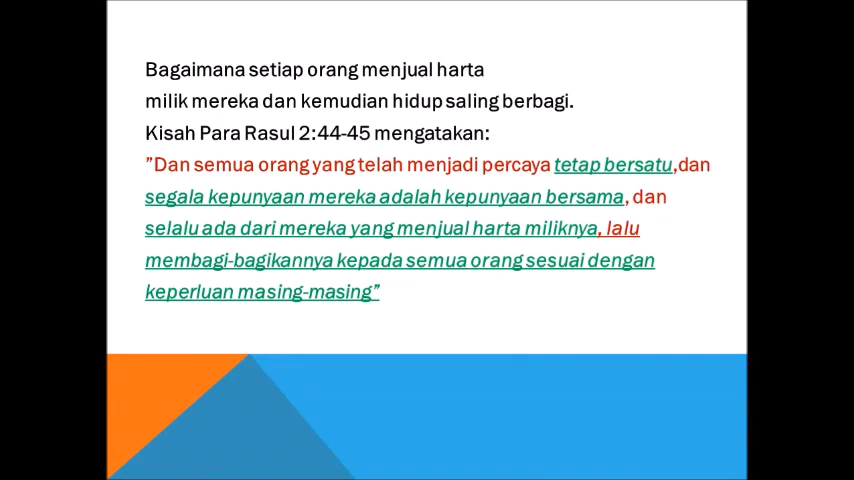 Bagaimana setiap orang menjual harta
milik mereka dan kemudian hidup saling berbagi.
Kisah Para Rasul 2:44-45 mengatakan:
”Dan semua orang yang telah menjadi percaya tetap bersatu,dan
segala kepunyaan mereka adalah kepunyaan bersama, dan
selalu ada dari mereka yang menjual harta miliknya, lalu
membagi-bagikannya kepada semua orang sesuai dengan
keperluan masing-masing”